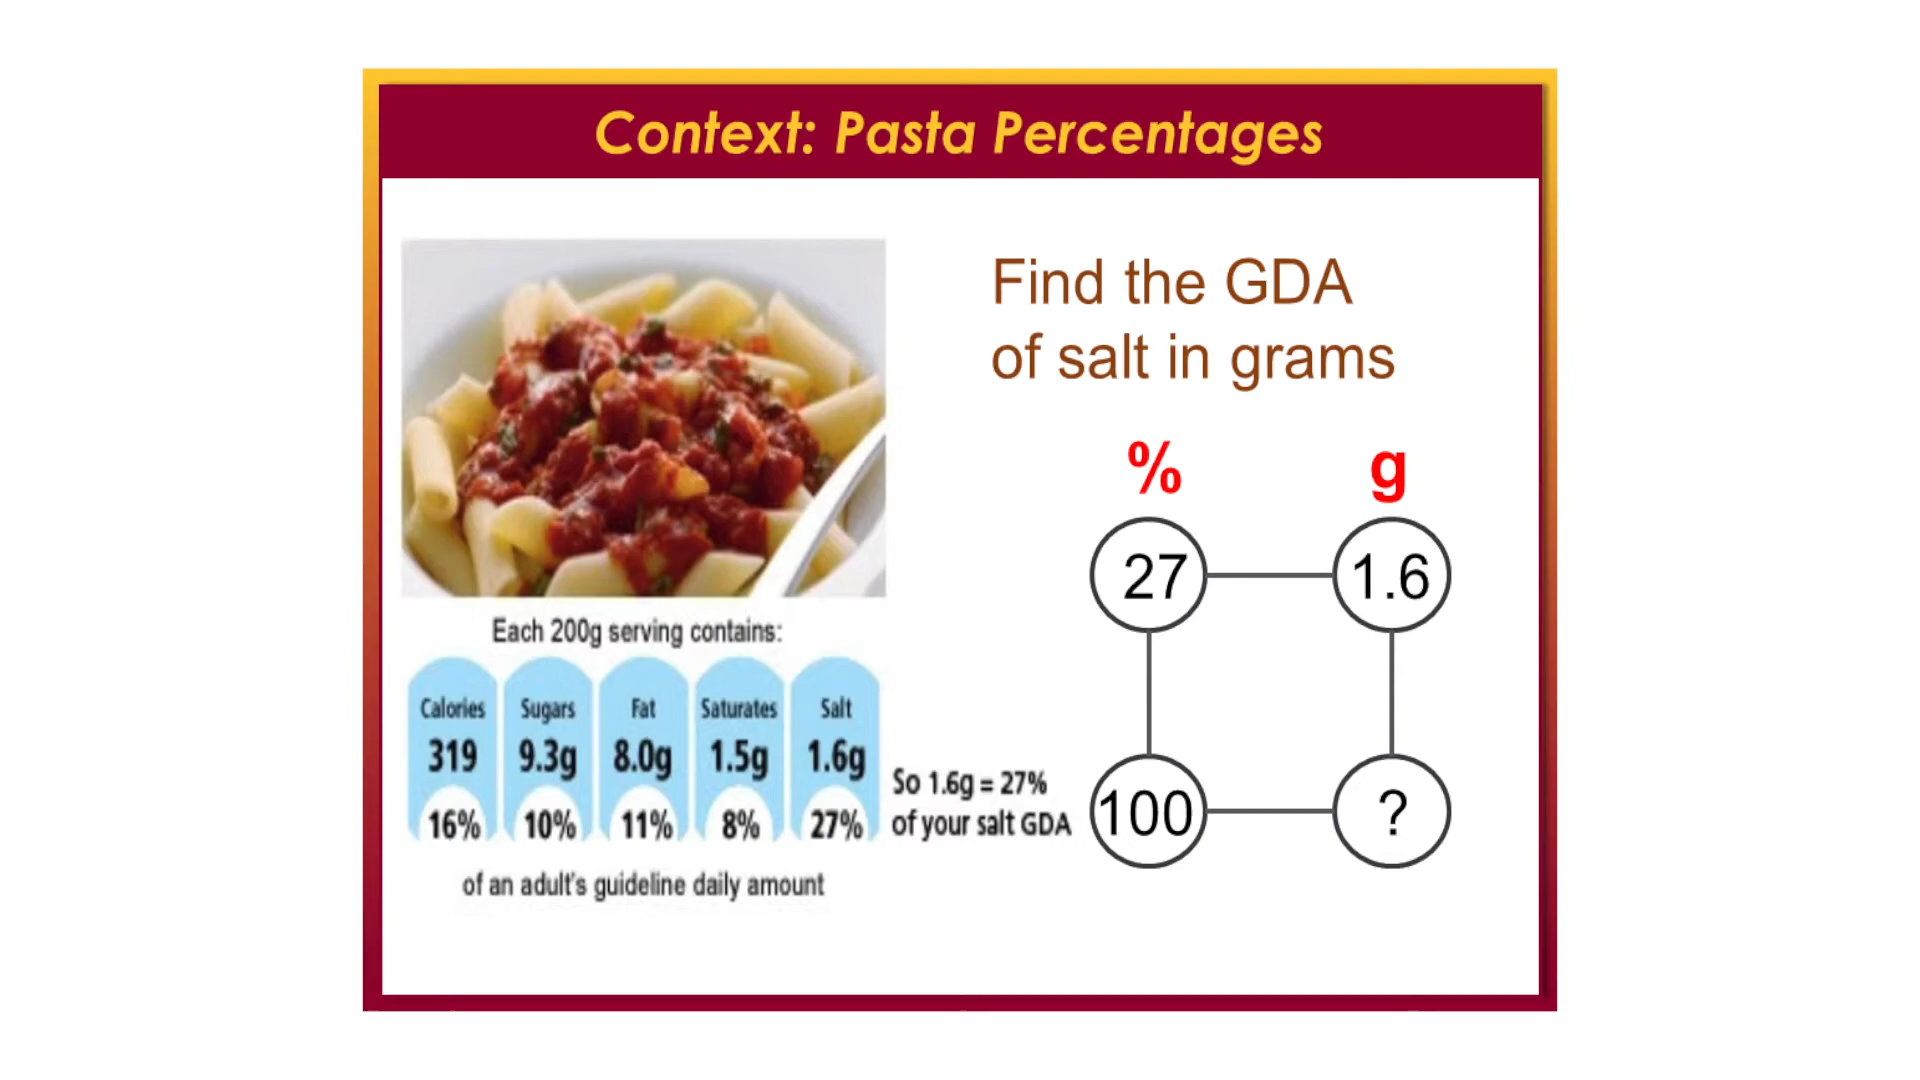 Context: Pasta Percentages
Find the GDA
of salt in grams
% g
27 1.6
100 ?
Each 200g serving contains:
Calories Sugars Fat Saturates Salt
319 9.3g 8.0g 1.5g 1.6g
16% 10% 11% 8% 27%
of an adult's guideline daily amount
So 1.6g = 27%
of your salt GDA